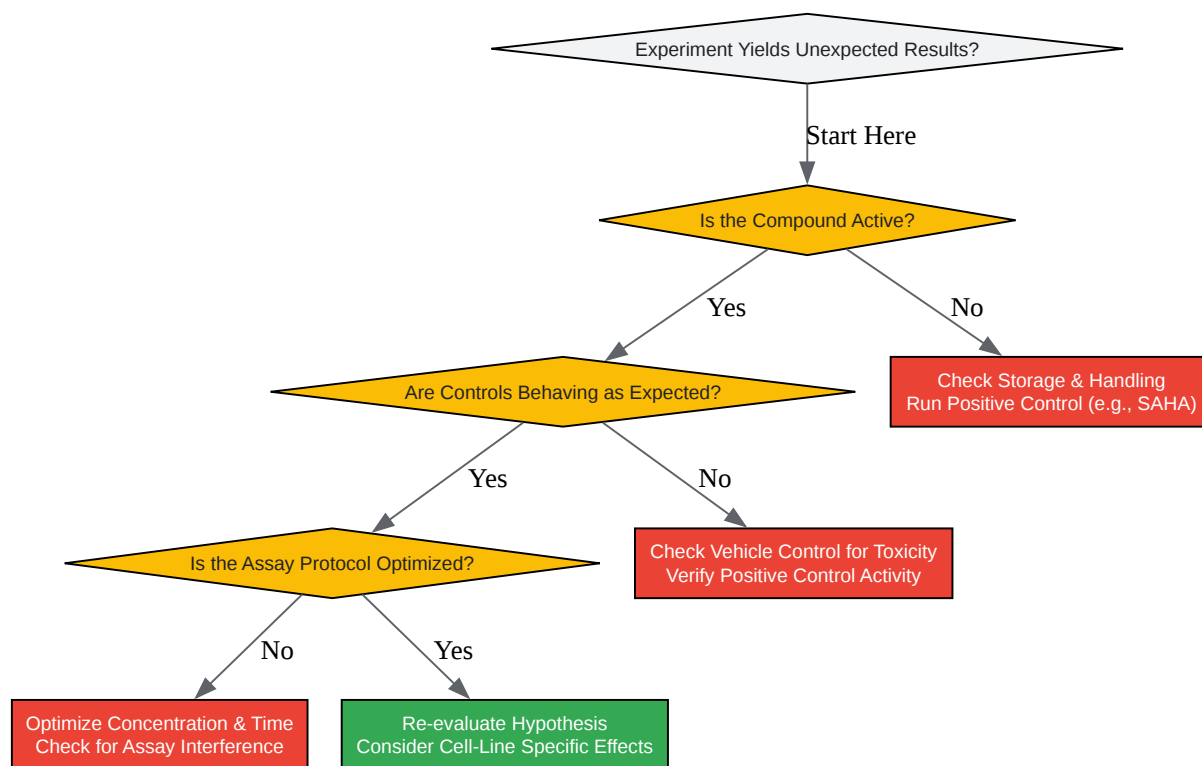 Experiment Yields Unexpected Results?
Start Here
Is the Compound Active?
Yes
No
Are Controls Behaving as Expected?
Check Storage & Handling
Run Positive Control (e.g., SAHA)
Yes
No
Is the Assay Protocol Optimized?
Check Vehicle Control for Toxicity
Verify Positive Control Activity
No
Yes
Optimize Concentration & Time
Check for Assay Interference
Re-evaluate Hypothesis
Consider Cell-Line Specific Effects